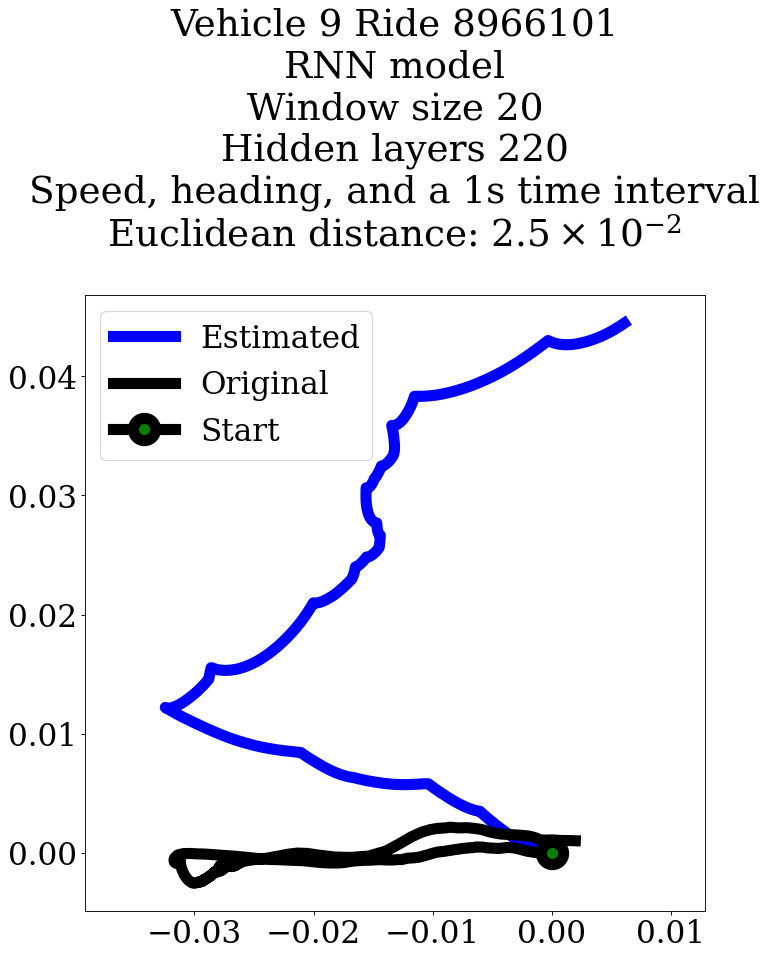 Vehicle 9 Ride 8966101
RNN model
Window size 20
Hidden layers 220
Speed, heading, and a 1s time interval
Euclidean distance: 2.5 × 10⁻²
Estimated
Original
Start
0.04
0.03
0.02
0.01
0.00
−0.03 −0.02 −0.01 0.00 0.01